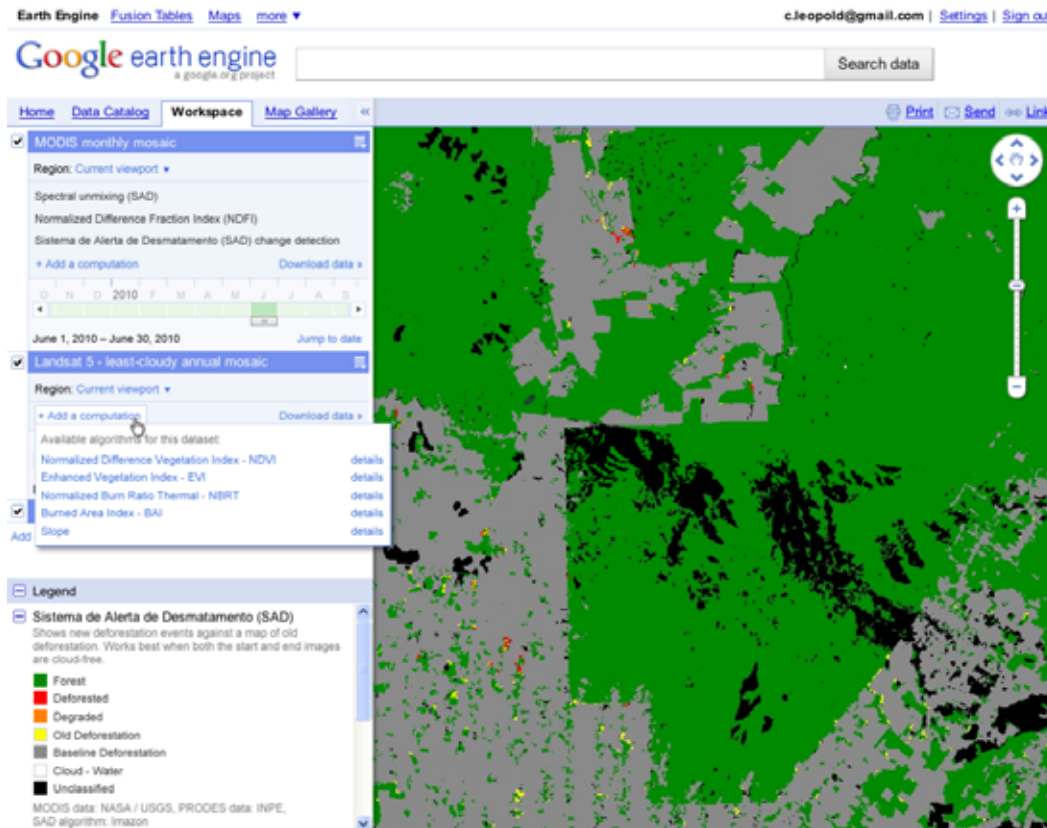 Earth Engine Fusion Tables Maps more ▼ c.leopold@gmail.com | Settings | Sign ou
Google earth engine
a google.org project
Search data
Home Data Catalog Workspace Map Gallery «
Print Send Link
MODIS monthly mosaic
Region: Current viewport ▾
Spectral unmixing (SAD)
Normalized Difference Fraction Index (NDFI)
Sistema de Alerta de Desmatamento (SAD) change detection
+ Add a computation Download data »
O N D 2010 F M A M J J A S
June 1, 2010 – June 30, 2010 Jump to date
Landsat 5 - least-cloudy annual mosaic
Region: Current viewport ▾
+ Add a computation Download data »
Available algorithms for this dataset:
Normalized Difference Vegetation Index - NDVI details
Enhanced Vegetation Index - EVI details
Normalized Burn Ratio Thermal - NBRT details
Burned Area Index - BAI details
Add
Slope details
Legend
Sistema de Alerta de Desmatamento (SAD)
Shows new deforestation events against a map of old
deforestation. Works best when both the start and end images
are cloud-free.
Forest
Deforested
Degraded
Old Deforestation
Baseline Deforestation
Cloud - Water
Unclassified
MODIS data: NASA / USGS, PRODES data: INPE,
SAD algorithm: Imazon